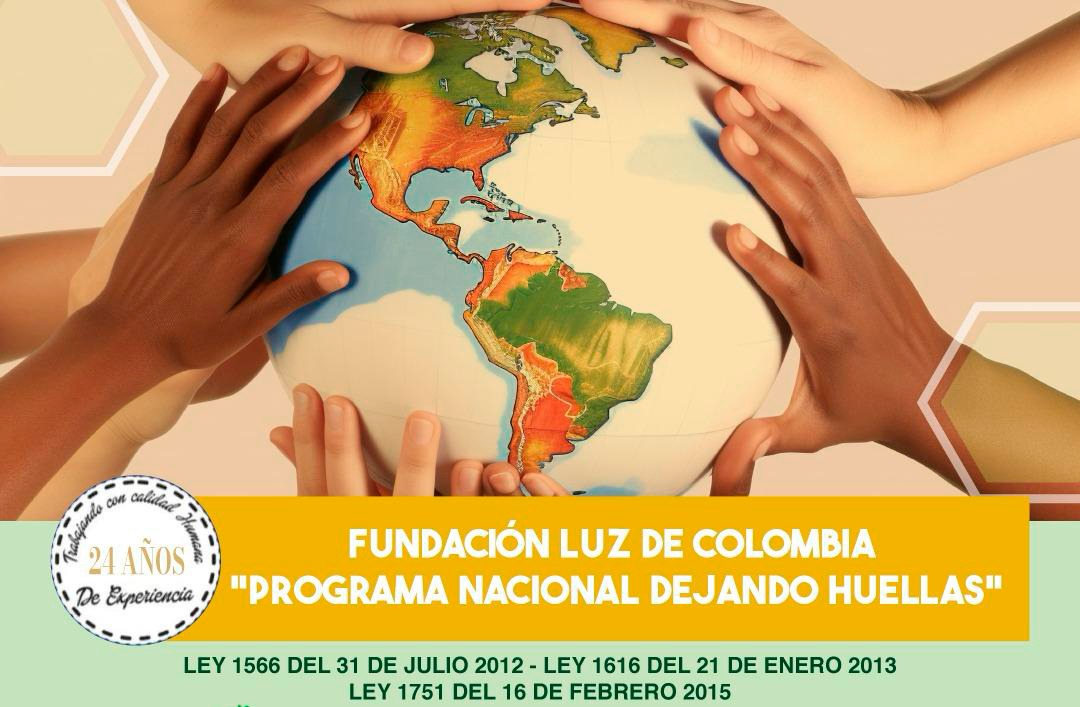 Trabajando con calidad Humana
24 AÑOS
De Experiencia
FUNDACIÓN LUZ DE COLOMBIA
"PROGRAMA NACIONAL DEJANDO HUELLAS"
LEY 1566 DEL 31 DE JULIO 2012 - LEY 1616 DEL 21 DE ENERO 2013
LEY 1751 DEL 16 DE FEBRERO 2015